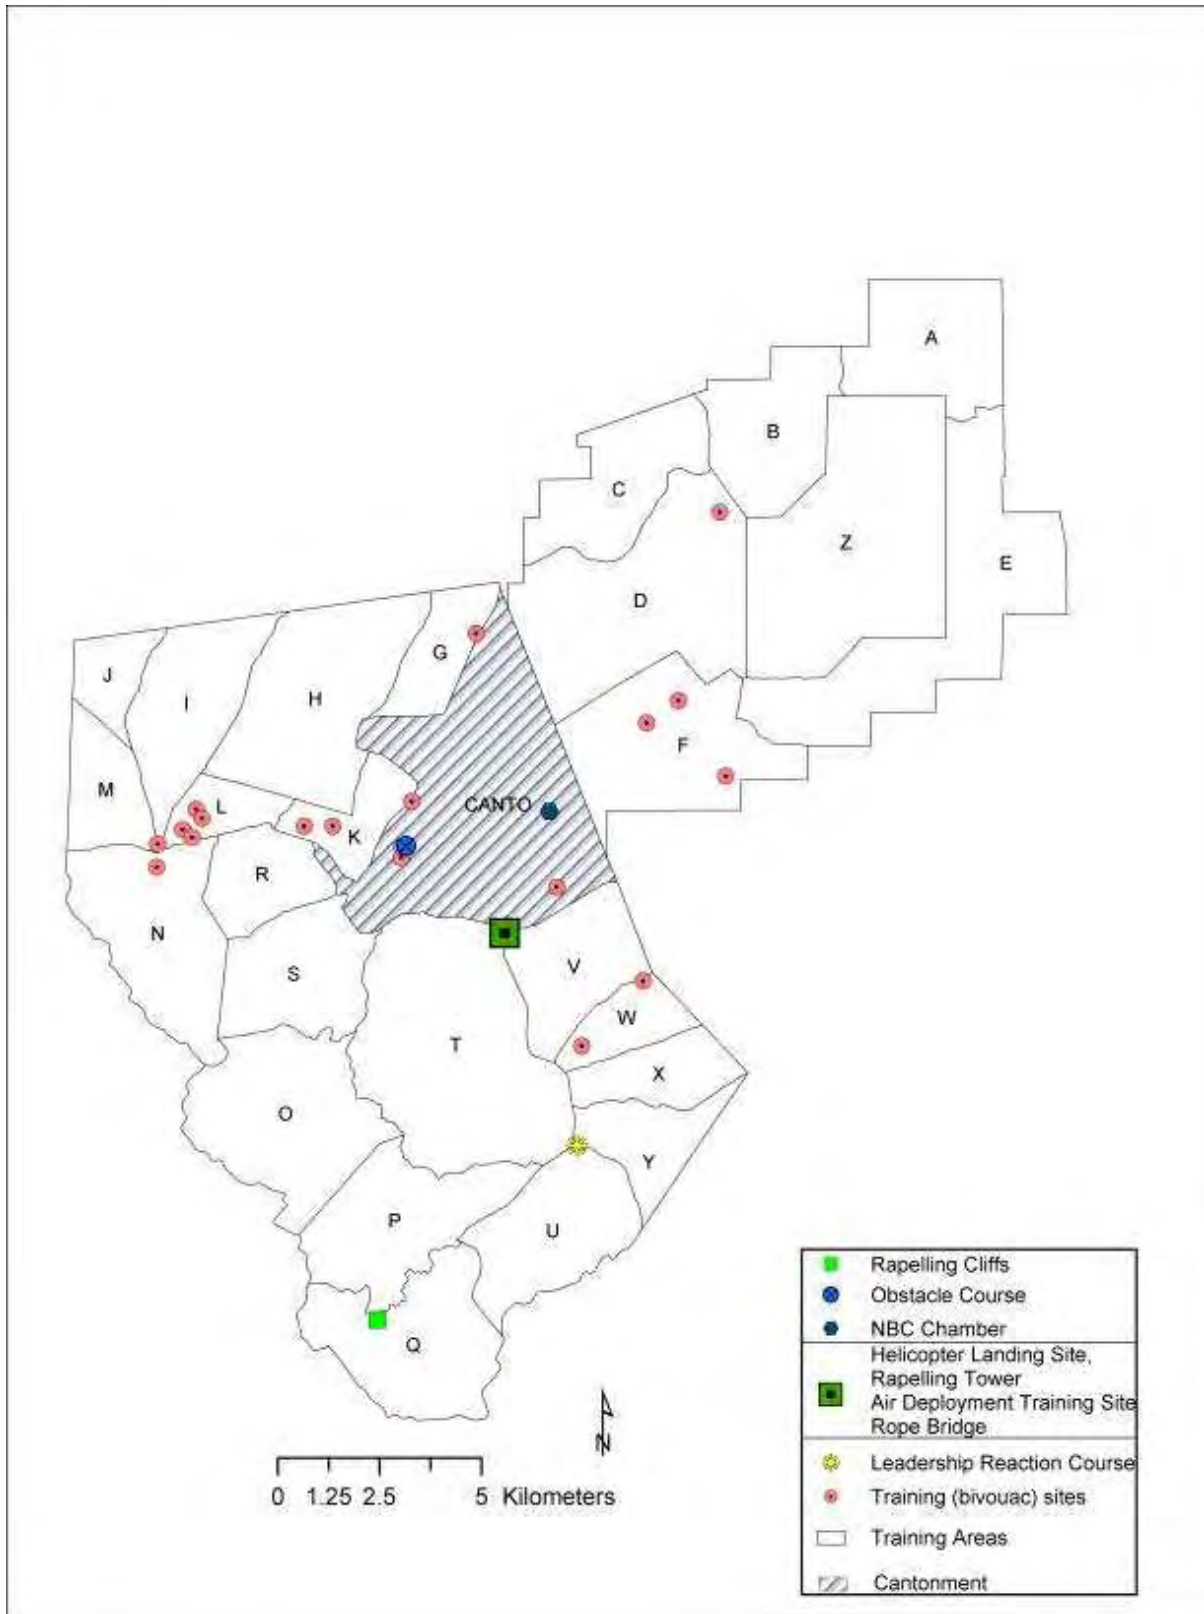 A
B
C
Z
E
D
G
J
I
H
F
M
L
CANTO
K
R
N
S
V
W
T
X
O
Y
P
U
Q
Rapelling Cliffs
Obstacle Course
NBC Chamber
Helicopter Landing Site,
Rapelling Tower
Air Deployment Training Site
Rope Bridge
Leadership Reaction Course
Training (bivouac) sites
Training Areas
Cantonment
N
0 1.25 2.5 5 Kilometers